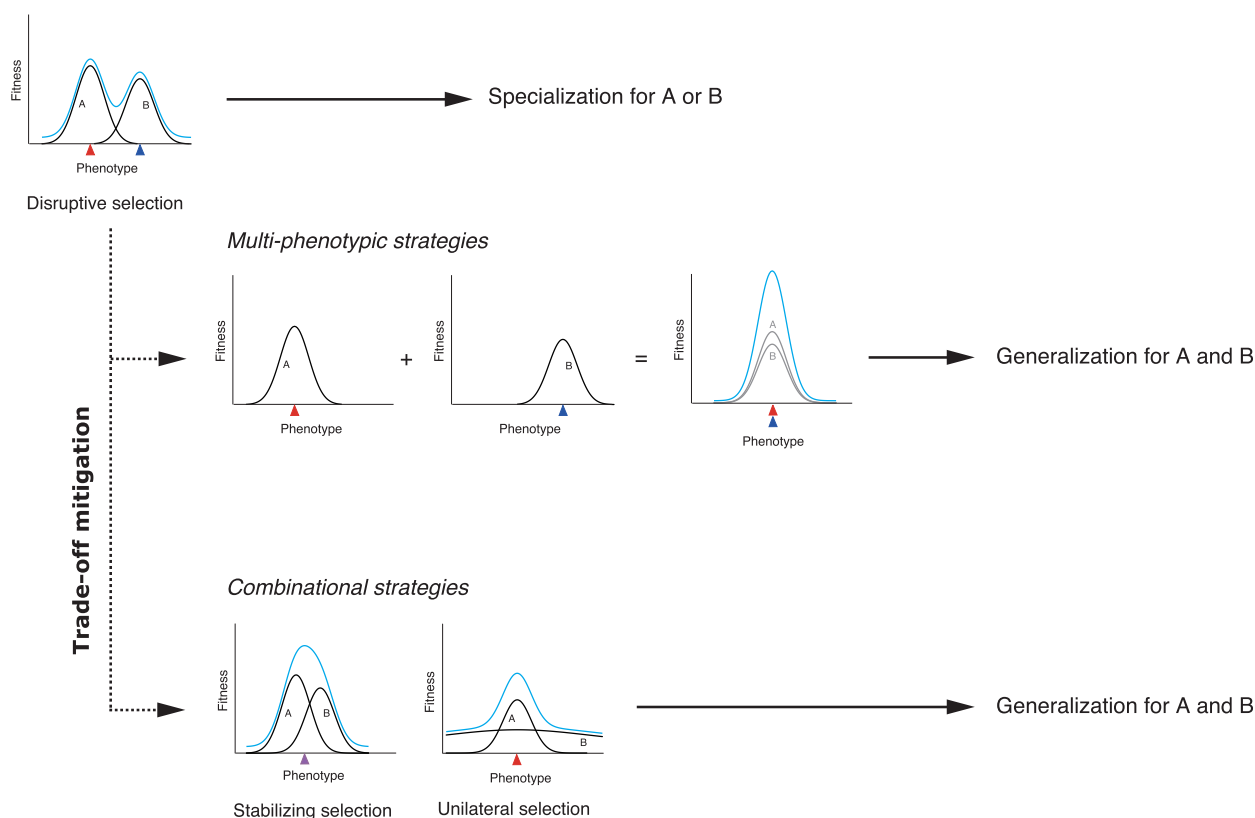 Fitness
A
B
Phenotype
Disruptive selection
Specialization for A or B
Trade-off mitigation
Multi-phenotypic strategies
Fitness
A
Phenotype
+
Fitness
B
Phenotype
=
Fitness
A
B
Phenotype
Generalization for A and B
Combinational strategies
Fitness
A
B
Phenotype
Stabilizing selection
Fitness
A
B
Phenotype
Unilateral selection
Generalization for A and B